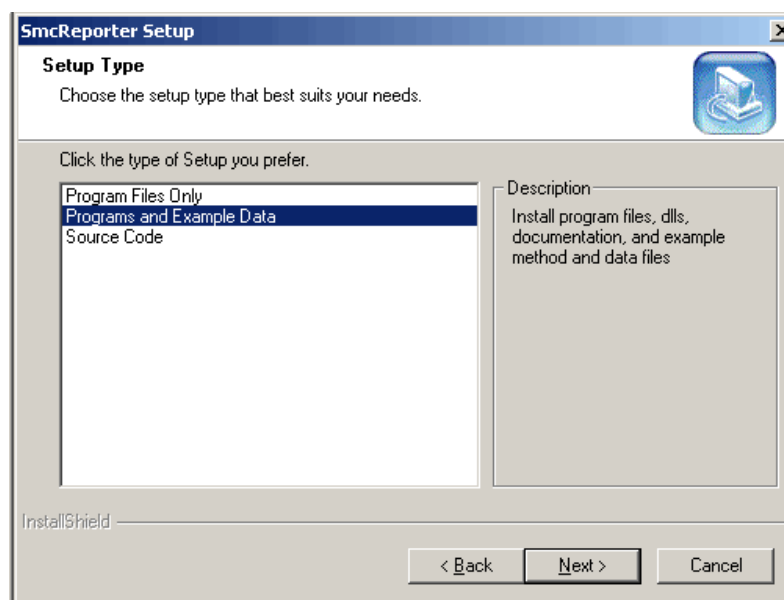 SmcReporter Setup
Setup Type
Choose the setup type that best suits your needs.
Click the type of Setup you prefer.
Program Files Only
Programs and Example Data
Source Code
Description
Install program files, dlls,
documentation, and example
method and data files
InstallShield
< Back
Next >
Cancel